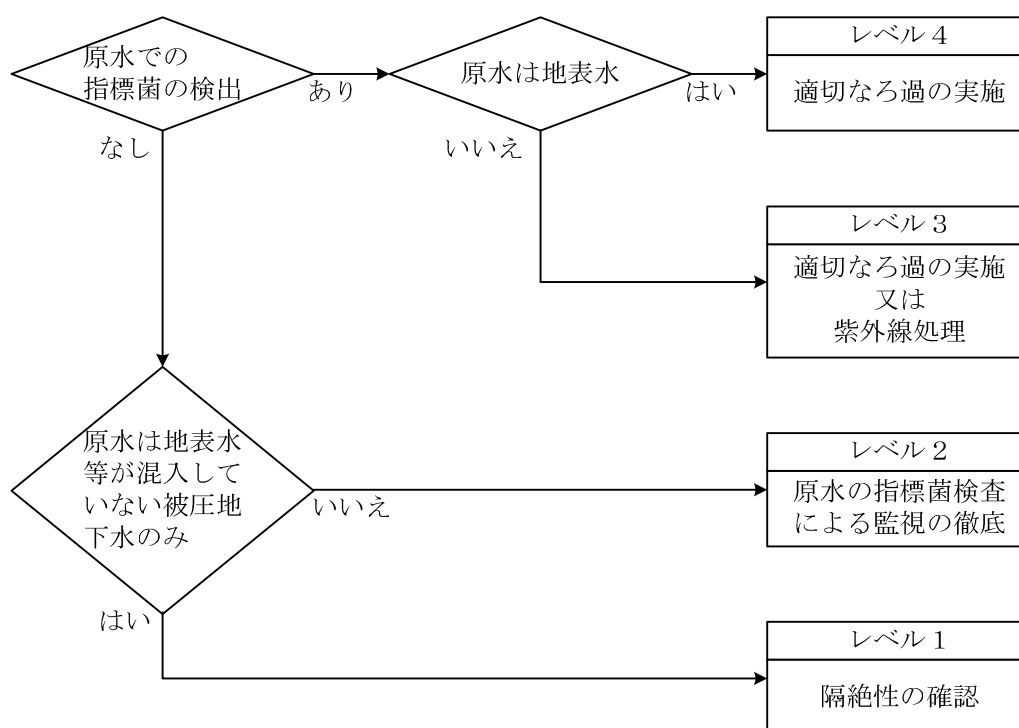 原水での
指標菌の検出
あり
なし
原水は地表水
はい
いいえ
レベル４
適切なろ過の実施
レベル３
適切なろ過の実施
又は
紫外線処理
原水は地表水
等が混入して
いない被圧地
下水のみ
いいえ
はい
レベル２
原水の指標菌検査
による監視の徹底
レベル１
隔絶性の確認